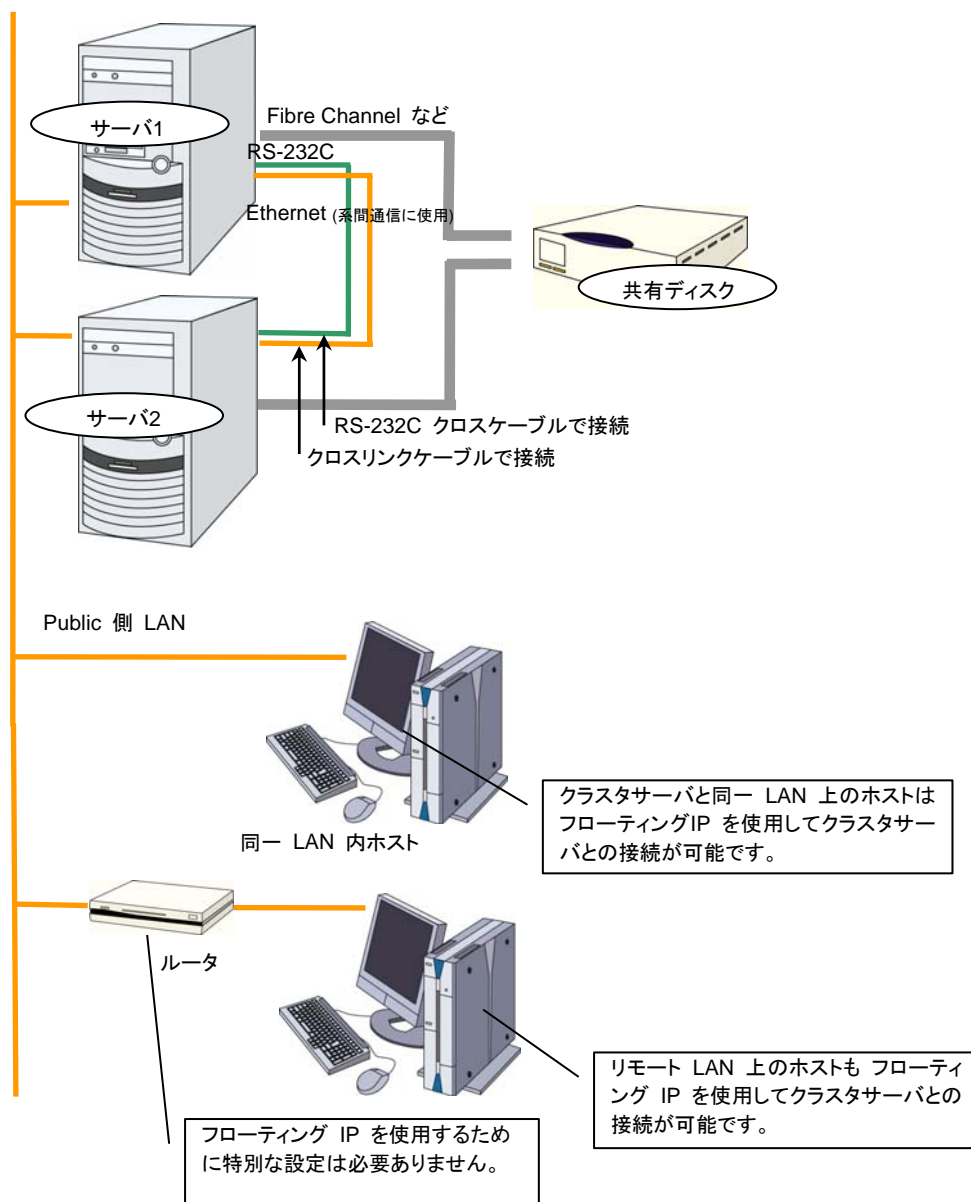 サーバ1
Fibre Channel など
RS-232C
Ethernet (系間通信に使用)
共有ディスク
サーバ2
RS-232C クロスケーブルで接続
クロスリンクケーブルで接続
Public 側 LAN
クラスタサーバと同一 LAN 上のホストは
フローティングIP を使用してクラスタサー
バとの接続が可能です。
同一 LAN 内ホスト
ルータ
リモート LAN 上のホストも フローティ
ング IP を使用してクラスタサーバとの
接続が可能です。
フローティング IP を使用するため
に特別な設定は必要ありません。